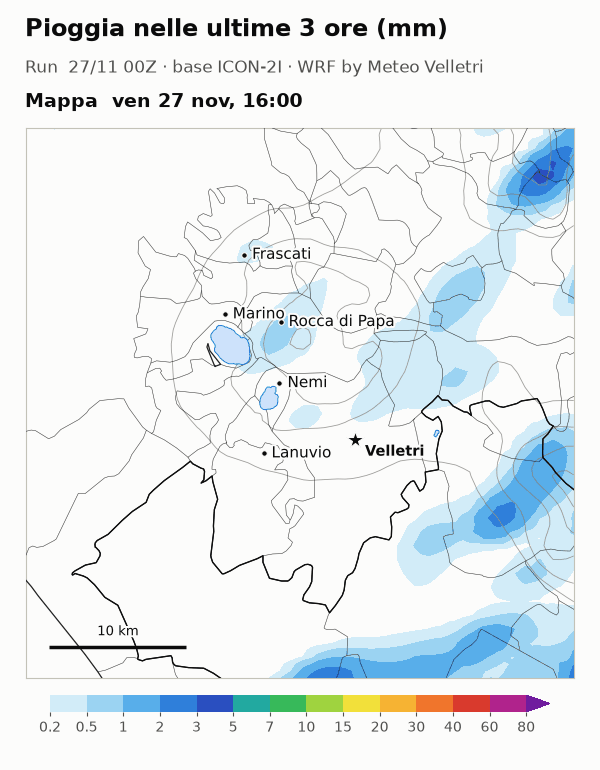 Pioggia nelle ultime 3 ore (mm)
Run  27/11 00Z · base ICON-2I · WRF by Meteo Velletri
Mappa  ven 27 nov, 16:00
Frascati
Marino
Rocca di Papa
Nemi
Velletri
Lanuvio
10 km
0.2 0.5 1 2 3 5 7 10 15 20 30 40 60 80